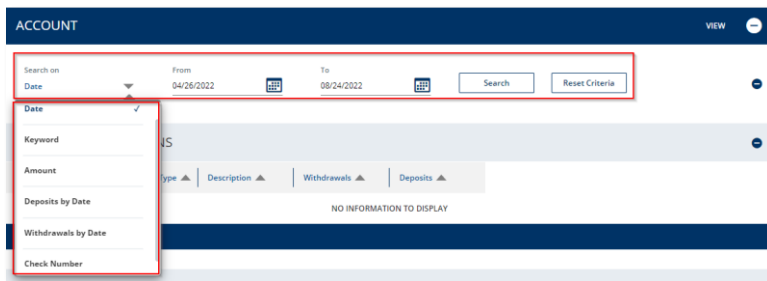 ACCOUNT VIEW
Search on From To
Date 04/26/2022 08/24/2022 Search Reset Criteria
Date
Keyword
NS
Amount
Type Description Withdrawals Deposits
Deposits by Date
NO INFORMATION TO DISPLAY
Withdrawals by Date
Check Number